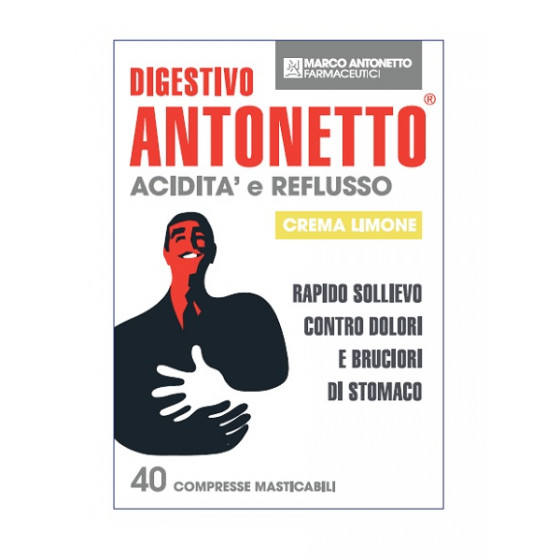 MARCO ANTONETTO
FARMACEUTICI
DIGESTIVO
ANTONETTO®
ACIDITA' e REFLUSSO
CREMA LIMONE
RAPIDO SOLLIEVO
CONTRO DOLORI
E BRUCIORI
DI STOMACO
40 COMPRESSE MASTICABILI